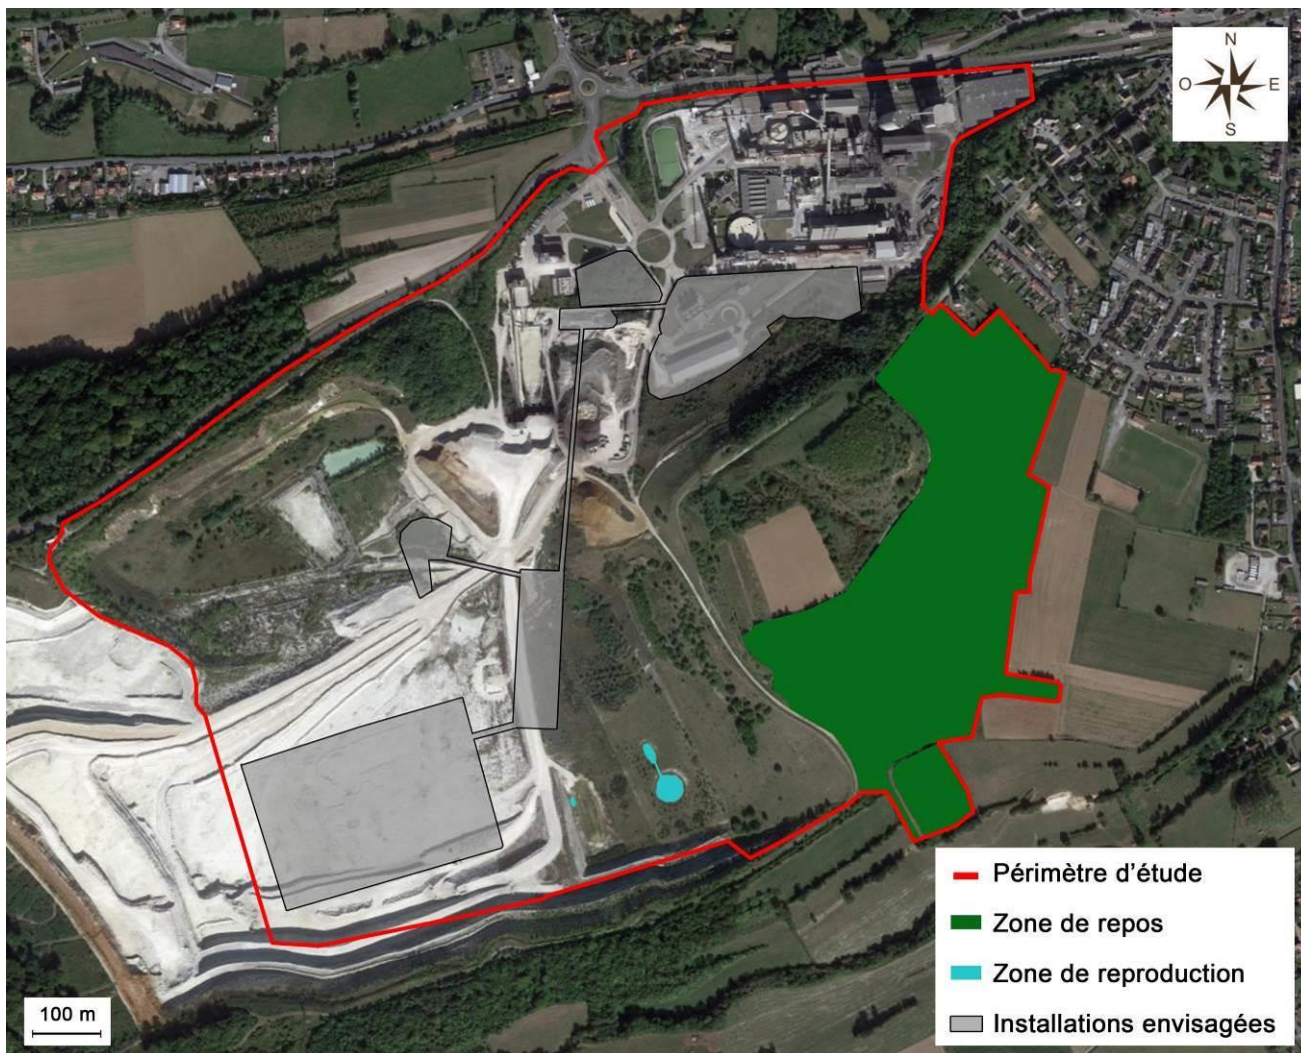 N
O E
S
Périmètre d'étude
Zone de repos
Zone de reproduction
Installations envisagées
100 m